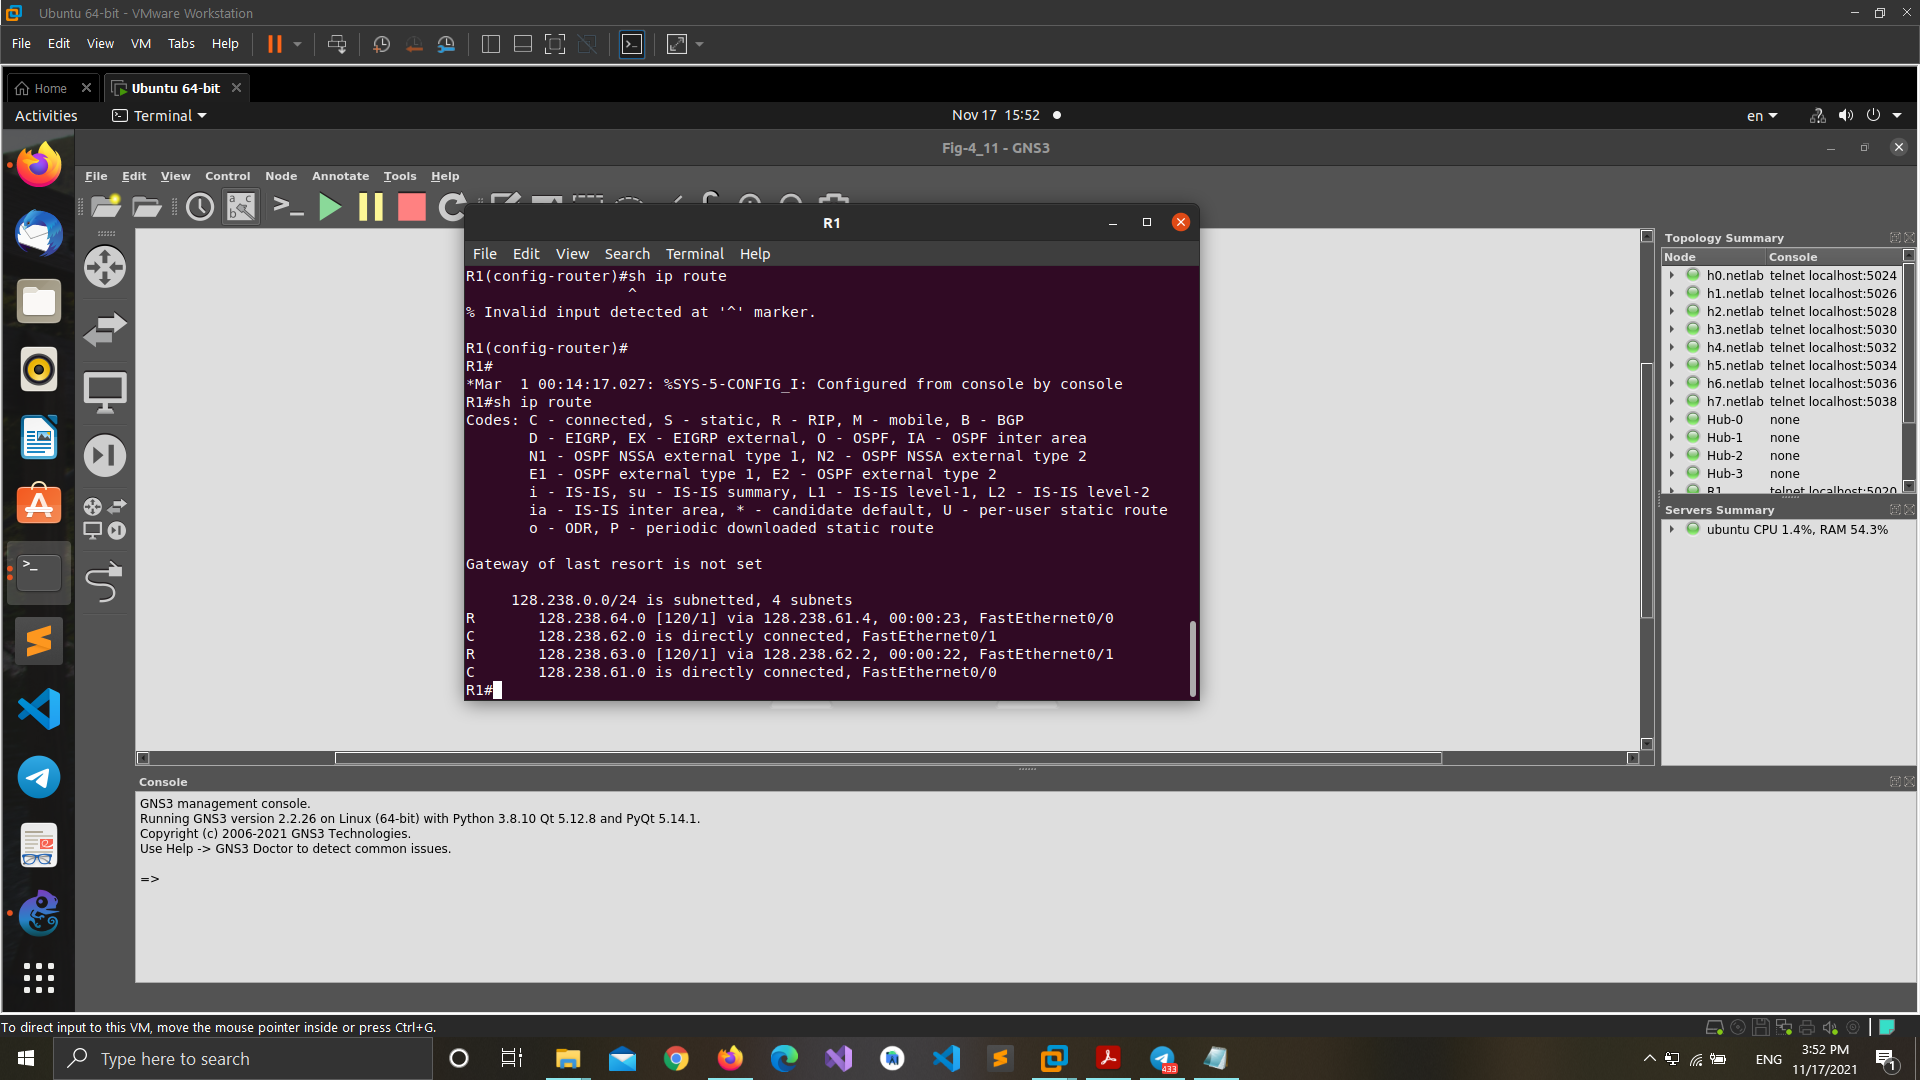 Ubuntu 64-bit - VMware Workstation
File Edit View VM Tabs Help
Home
Ubuntu 64-bit
Activities Terminal Nov 17 15:52 en
Fig-4_11 - GNS3
File Edit View Control Node Annotate Tools Help
R1
File Edit View Search Terminal Help
R1(config-router)#sh ip route
^
% Invalid input detected at '^' marker.
R1(config-router)#
R1#
*Mar  1 00:14:17.027: %SYS-5-CONFIG_I: Configured from console by console
R1#sh ip route
Codes: C - connected, S - static, R - RIP, M - mobile, B - BGP
D - EIGRP, EX - EIGRP external, O - OSPF, IA - OSPF inter area
N1 - OSPF NSSA external type 1, N2 - OSPF NSSA external type 2
E1 - OSPF external type 1, E2 - OSPF external type 2
i - IS-IS, su - IS-IS summary, L1 - IS-IS level-1, L2 - IS-IS level-2
ia - IS-IS inter area, * - candidate default, U - per-user static route
o - ODR, P - periodic downloaded static route
Gateway of last resort is not set
128.238.0.0/24 is subnetted, 4 subnets
R       128.238.64.0 [120/1] via 128.238.61.4, 00:00:23, FastEthernet0/0
C       128.238.62.0 is directly connected, FastEthernet0/1
R       128.238.63.0 [120/1] via 128.238.62.2, 00:00:22, FastEthernet0/1
C       128.238.61.0 is directly connected, FastEthernet0/0
R1#
Topology Summary
Node Console
h0.netlab telnet localhost:5024
h1.netlab telnet localhost:5026
h2.netlab telnet localhost:5028
h3.netlab telnet localhost:5030
h4.netlab telnet localhost:5032
h5.netlab telnet localhost:5034
h6.netlab telnet localhost:5036
h7.netlab telnet localhost:5038
Hub-0 none
Hub-1 none
Hub-2 none
Hub-3 none
R1 telnet localhost:5020
Servers Summary
ubuntu CPU 1.4%, RAM 54.3%
Console
GNS3 management console.
Running GNS3 version 2.2.26 on Linux (64-bit) with Python 3.8.10 Qt 5.12.8 and PyQt 5.14.1.
Copyright (c) 2006-2021 GNS3 Technologies.
Use Help -> GNS3 Doctor to detect common issues.
=>
To direct input to this VM, move the mouse pointer inside or press Ctrl+G.
Type here to search
433
ENG
3:52 PM
11/17/2021
1